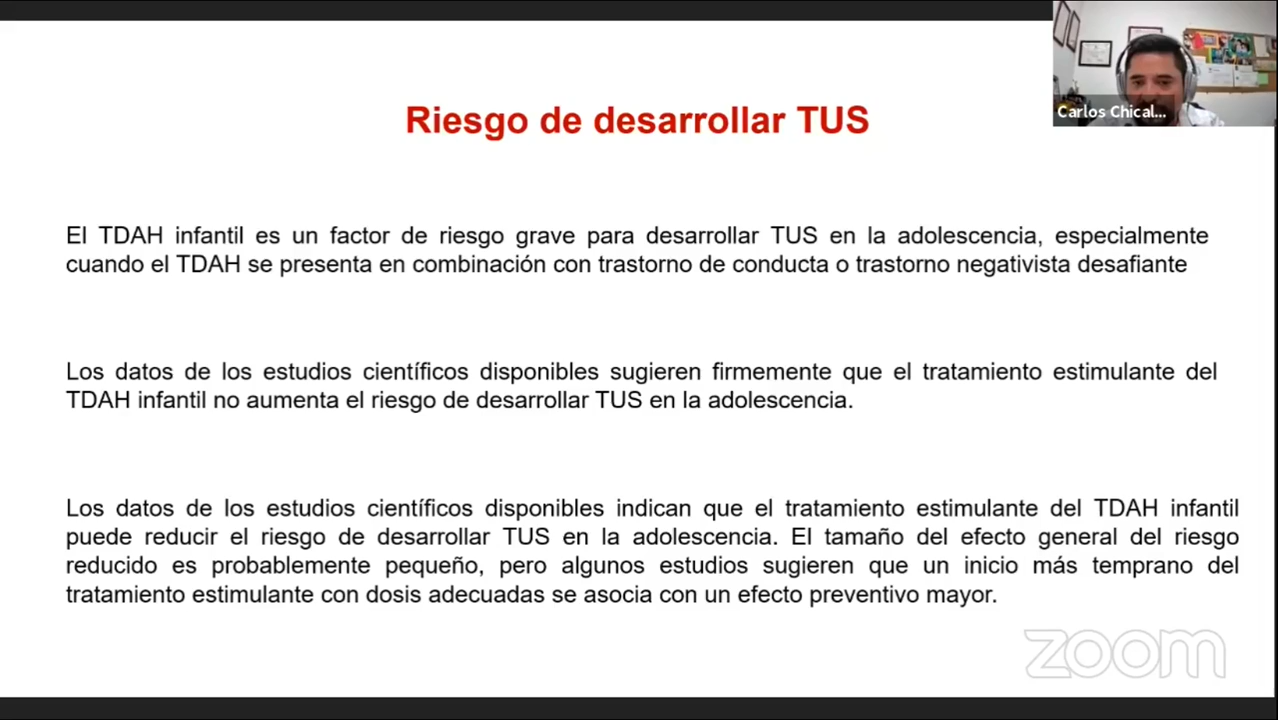 Carlos Chical...
Riesgo de desarrollar TUS
El TDAH infantil es un factor de riesgo grave para desarrollar TUS en la adolescencia, especialmente
cuando el TDAH se presenta en combinación con trastorno de conducta o trastorno negativista desafiante
Los datos de los estudios científicos disponibles sugieren firmemente que el tratamiento estimulante del
TDAH infantil no aumenta el riesgo de desarrollar TUS en la adolescencia.
Los datos de los estudios científicos disponibles indican que el tratamiento estimulante del TDAH infantil
puede reducir el riesgo de desarrollar TUS en la adolescencia. El tamaño del efecto general del riesgo
reducido es probablemente pequeño, pero algunos estudios sugieren que un inicio más temprano del
tratamiento estimulante con dosis adecuadas se asocia con un efecto preventivo mayor.
zoom